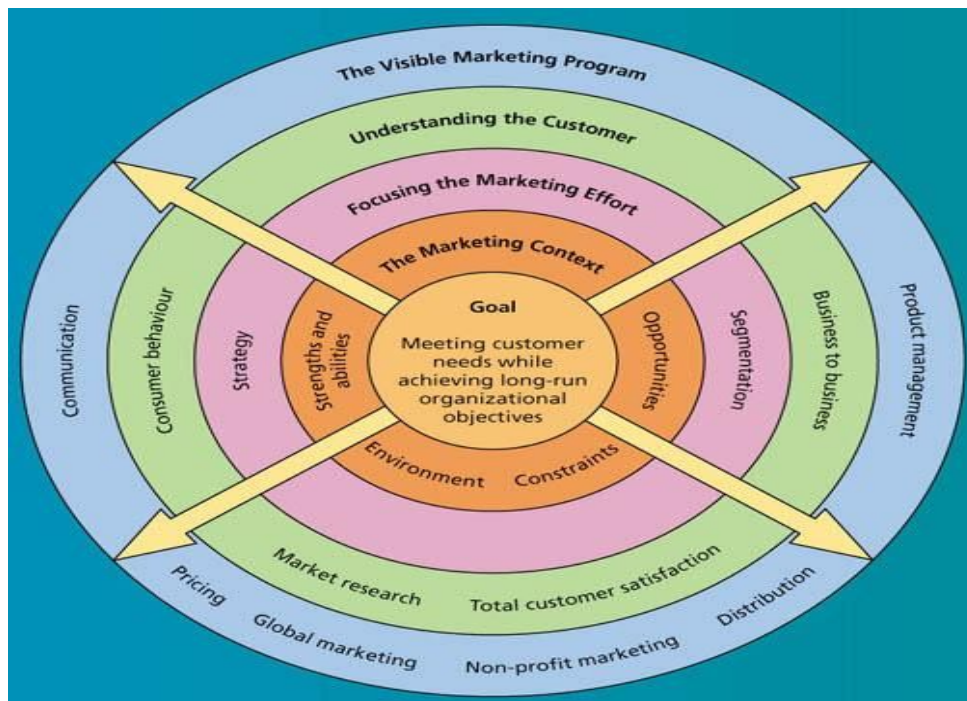 The Visible Marketing Program
Understanding the Customer
Focusing the Marketing Effort
The Marketing Context
Goal
Meeting customer
needs while
achieving long-run
organizational
objectives
Communication
Consumer behaviour
Strategy
Strengths and
abilities
Opportunities
Segmentation
Business to business
Product management
Environment
Constraints
Market research
Total customer satisfaction
Pricing
Global marketing
Non-profit marketing
Distribution